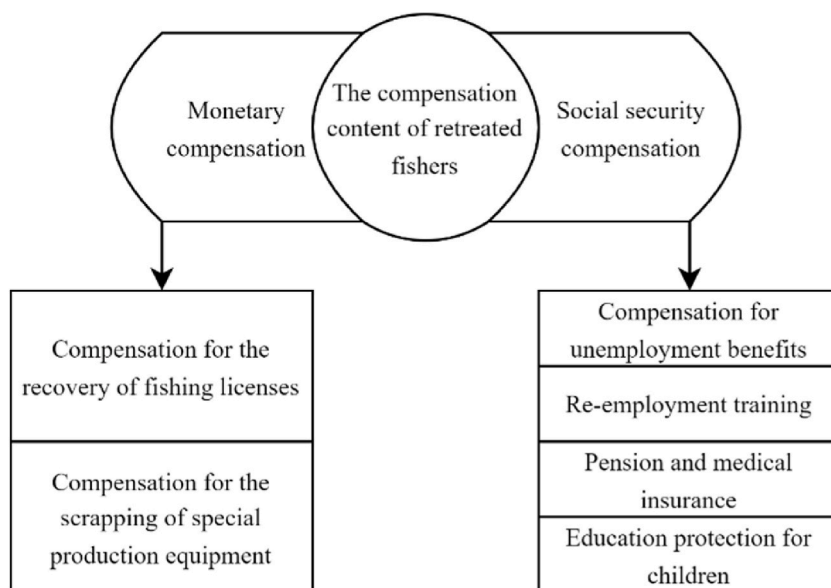 Monetary
compensation
The compensation
content of retreated
fishers
Social security
compensation
Compensation for the
recovery of fishing licenses
Compensation for the
scrapping of special
production equipment
Compensation for
unemployment benefits
Re-employment training
Pension and medical
insurance
Education protection for
children